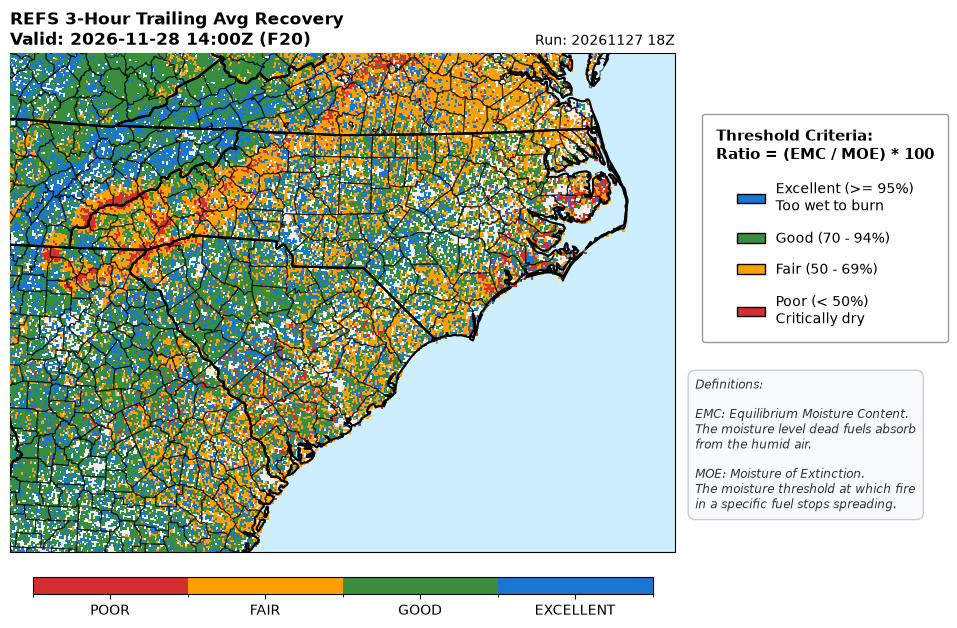 REFS 3-Hour Trailing Avg Recovery
Valid: 2026-11-28 14:00Z (F20)
Run: 20261127 18Z
Threshold Criteria:
Ratio = (EMC / MOE) * 100
Excellent (>= 95%)
Too wet to burn
Good (70 - 94%)
Fair (50 - 69%)
Poor (< 50%)
Critically dry
Definitions:
EMC: Equilibrium Moisture Content.
The moisture level dead fuels absorb
from the humid air.
MOE: Moisture of Extinction.
The moisture threshold at which fire
in a specific fuel stops spreading.
POOR
FAIR
GOOD
EXCELLENT